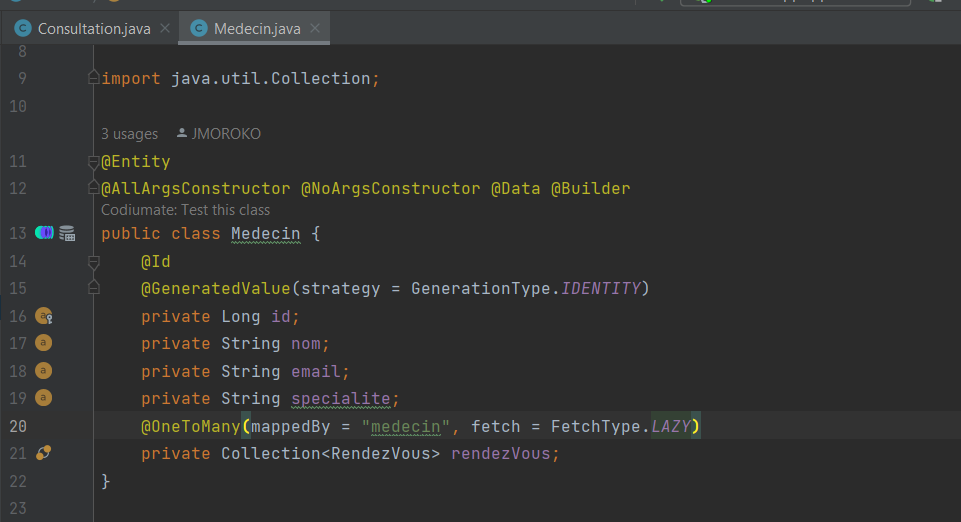 Consultation.java Medecin.java
8
9 import java.util.Collection;
10
3 usages JMOROKO
11 @Entity
12 @AllArgsConstructor @NoArgsConstructor @Data @Builder
Codiumate: Test this class
13 public class Medecin {
14 @Id
15 @GeneratedValue(strategy = GenerationType.IDENTITY)
16 private Long id;
17 private String nom;
18 private String email;
19 private String specialite;
20 @OneToMany(mappedBy = "medecin", fetch = FetchType.LAZY)
21 private Collection<RendezVous> rendezVous;
22 }
23